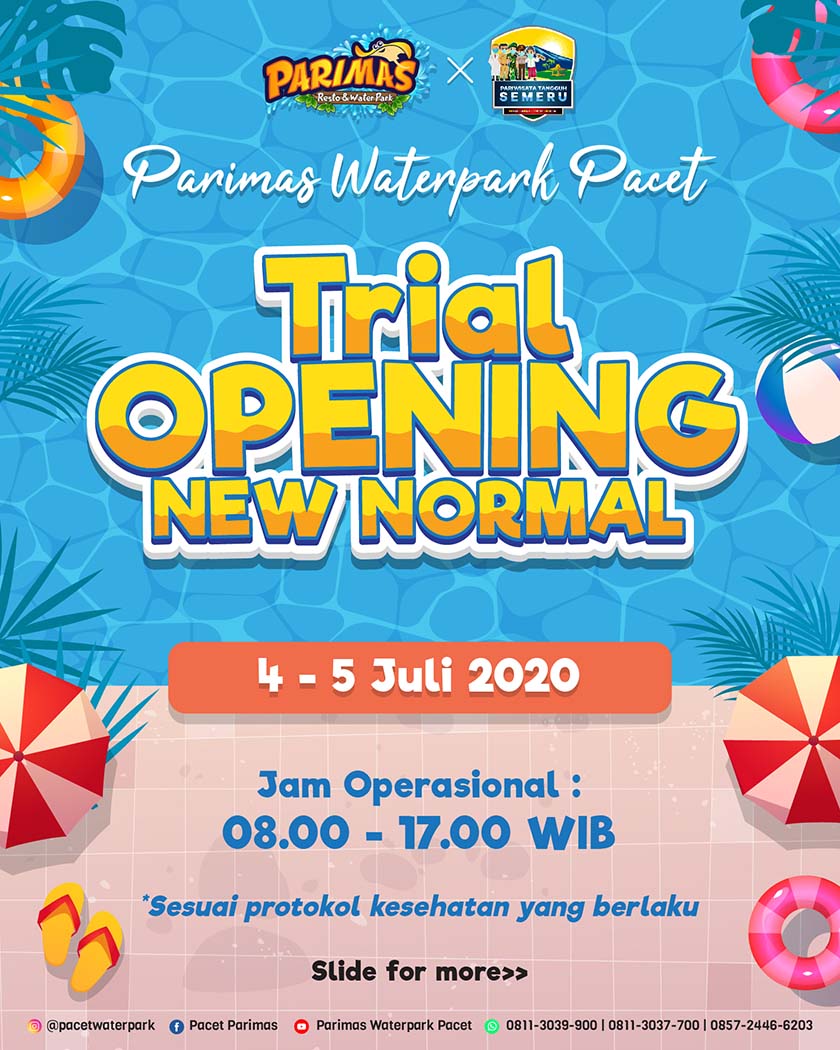 PARIMAS
Resto & Water Park
PARIWISATA TANGGUH
SEMERU
Parimas Waterpark Pacet
Trial
OPENING
NEW NORMAL
4 - 5 Juli 2020
Jam Operasional :
08.00 - 17.00 WIB
*Sesuai protokol kesehatan yang berlaku
Slide for more>>
@pacetwaterpark Pacet Parimas Parimas Waterpark Pacet 0811-3039-900 | 0811-3037-700 | 0857-2446-6203